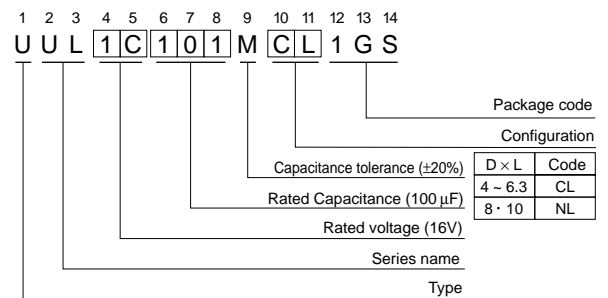 1 2 3 4 5 6 7 8 9 10 11 12 13 14
U U L 1 C 1 0 1 M C L 1 G S
Package code
Configuration
D × L Code
4 ~ 6.3 CL
8 · 10 NL
Capacitance tolerance (±20%)
Rated Capacitance (100 µF)
Rated voltage (16V)
Series name
Type